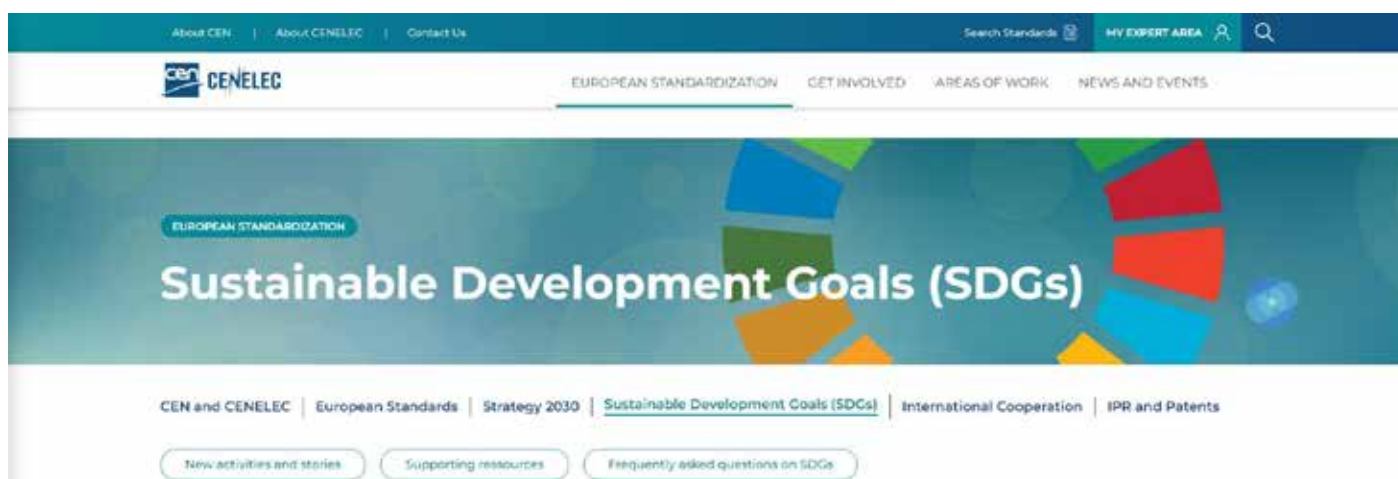 About CEN | About CENELEC | Contact Us Search Standards MY EXPERT AREA
cen CENELEC EUROPEAN STANDARDIZATION GET INVOLVED AREAS OF WORK NEWS AND EVENTS
EUROPEAN STANDARDIZATION
Sustainable Development Goals (SDGs)
CEN and CENELEC | European Standards | Strategy 2030 | Sustainable Development Goals (SDGs) | International Cooperation | IPR and Patents
New activities and stories Supporting ressources Frequently asked questions on SDGs